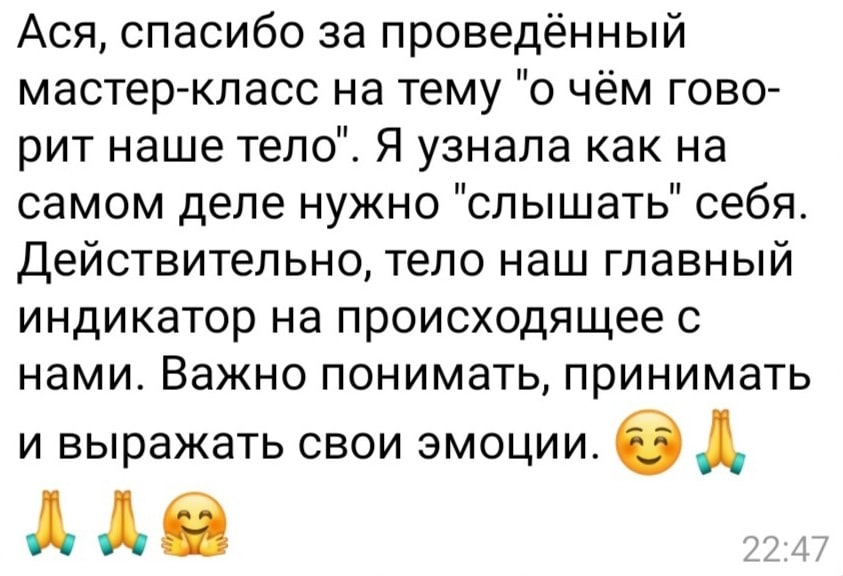 Ася, спасибо за проведённый
мастер-класс на тему "о чём гово-
рит наше тело". Я узнала как на
самом деле нужно "слышать" себя.
Действительно, тело наш главный
индикатор на происходящее с
нами. Важно понимать, принимать
и выражать свои эмоции. ☺️🙏
🙏🙏🤗
22:47